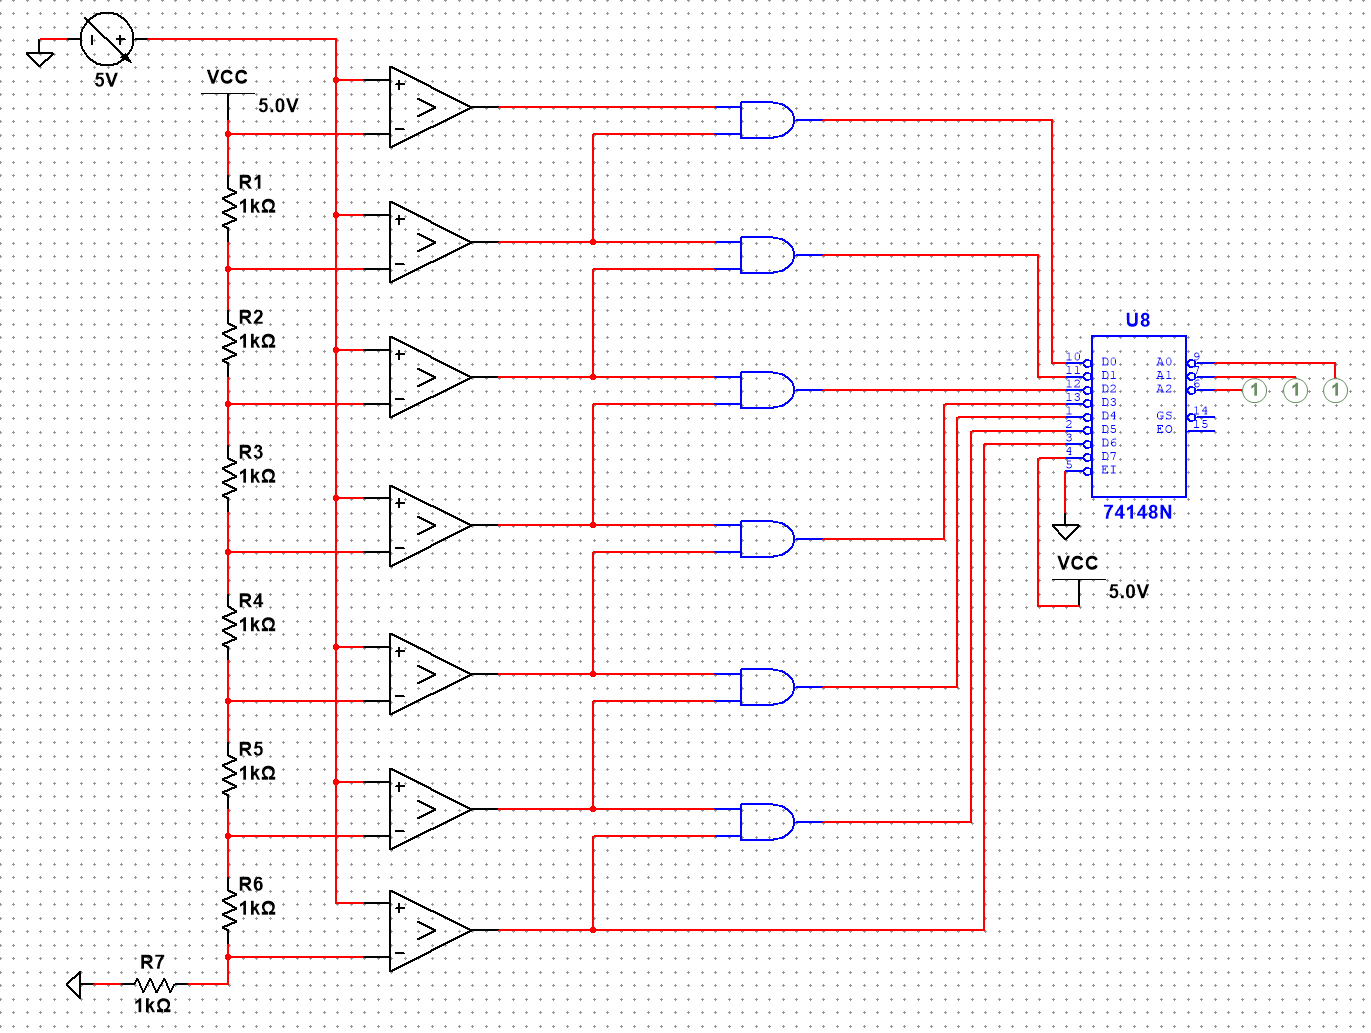 5V
VCC
5.0V
+
−
>
R1
1kΩ
+
−
>
R2
1kΩ
+
−
>
R3
1kΩ
+
−
>
R4
1kΩ
+
−
>
R5
1kΩ
+
−
>
R6
1kΩ
+
−
>
R7
1kΩ
U8
10 D0 A0 9
11 D1 A1 7
12 D2 A2 6 1 1 1
13 D3
1 D4 GS 14
2 D5 EO 15
3 D6
4 D7
5 EI
74148N
VCC
5.0V